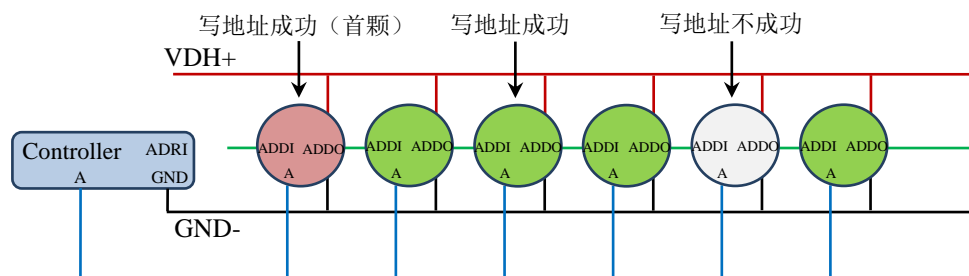 写地址成功（首颗） 写地址成功 写地址不成功
VDH+
Controller ADRI
A GND
ADDI ADDO
A
ADDI ADDO
A
ADDI ADDO
A
ADDI ADDO
A
ADDI ADDO
A
ADDI ADDO
A
GND-